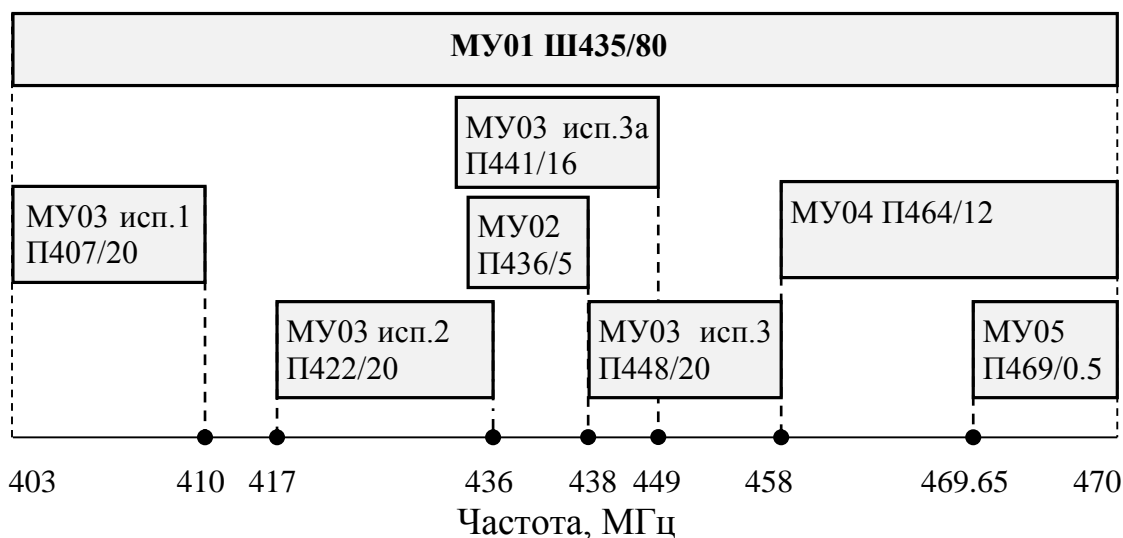 МУ01 Ш435/80
МУ03 исп.3а
П441/16
МУ03 исп.1
П407/20
МУ02
П436/5
МУ04 П464/12
МУ03 исп.2
П422/20
МУ03 исп.3
П448/20
МУ05
П469/0.5
403 410 417 436 438 449 458 469.65 470
Частота, МГц